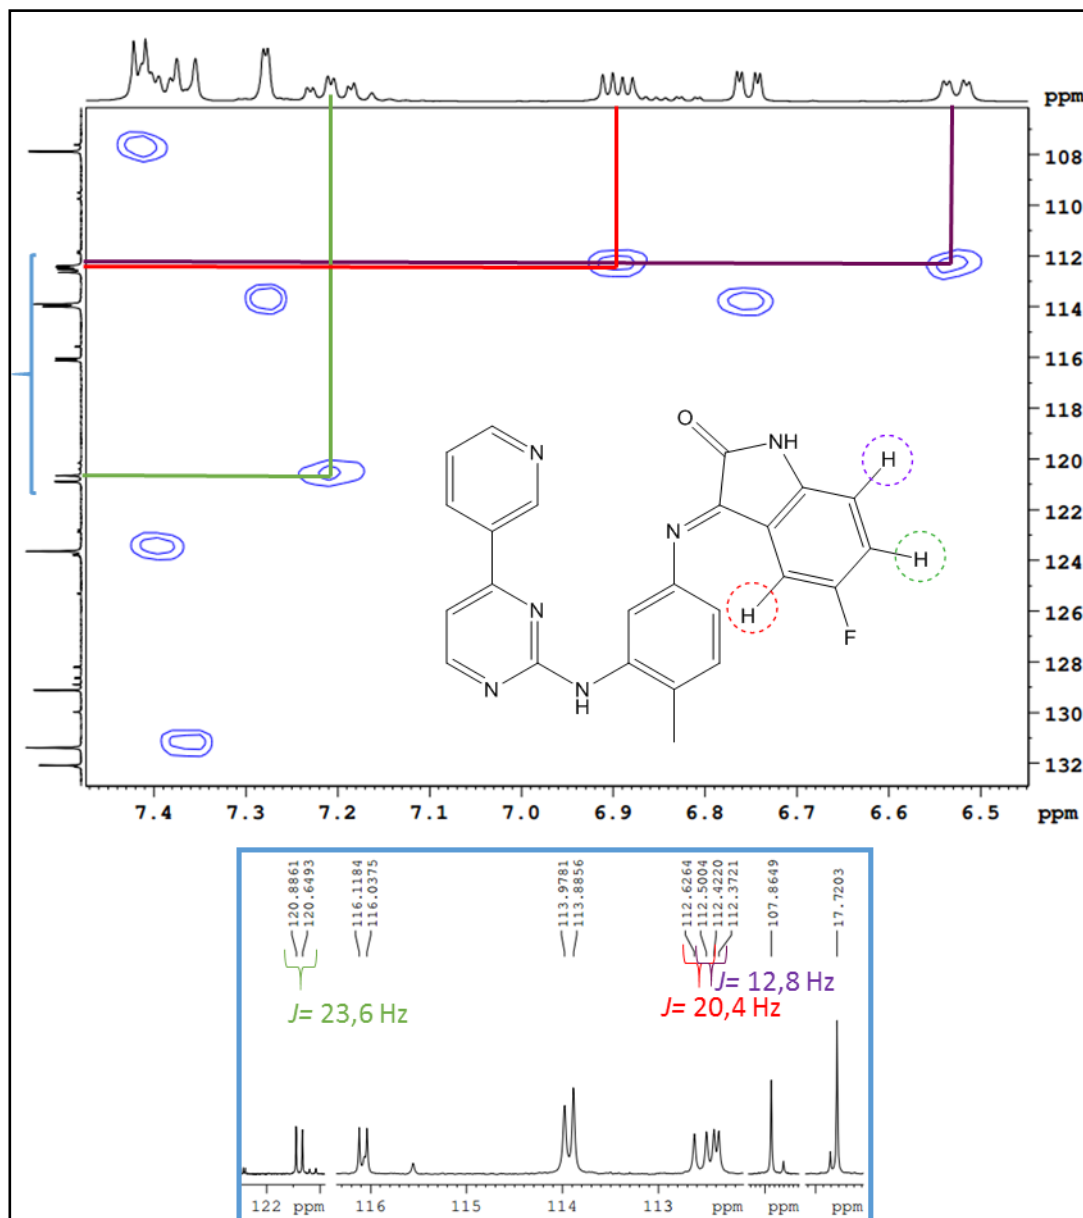 ppm
108
110
112
114
116
118
120
122
124
126
128
130
132
O
NH
N
H
N
H
H
N
F
N
N
H
7.4 7.3 7.2 7.1 7.0 6.9 6.8 6.7 6.6 6.5 ppm
120.8861
120.6493
116.1184
116.0375
113.9781
113.8856
112.6264
112.5004
112.4220
112.3721
107.8649
17.7203
J= 12,8 Hz
J= 23,6 Hz
J= 20,4 Hz
122 ppm 116 115 114 113 ppm ppm ppm